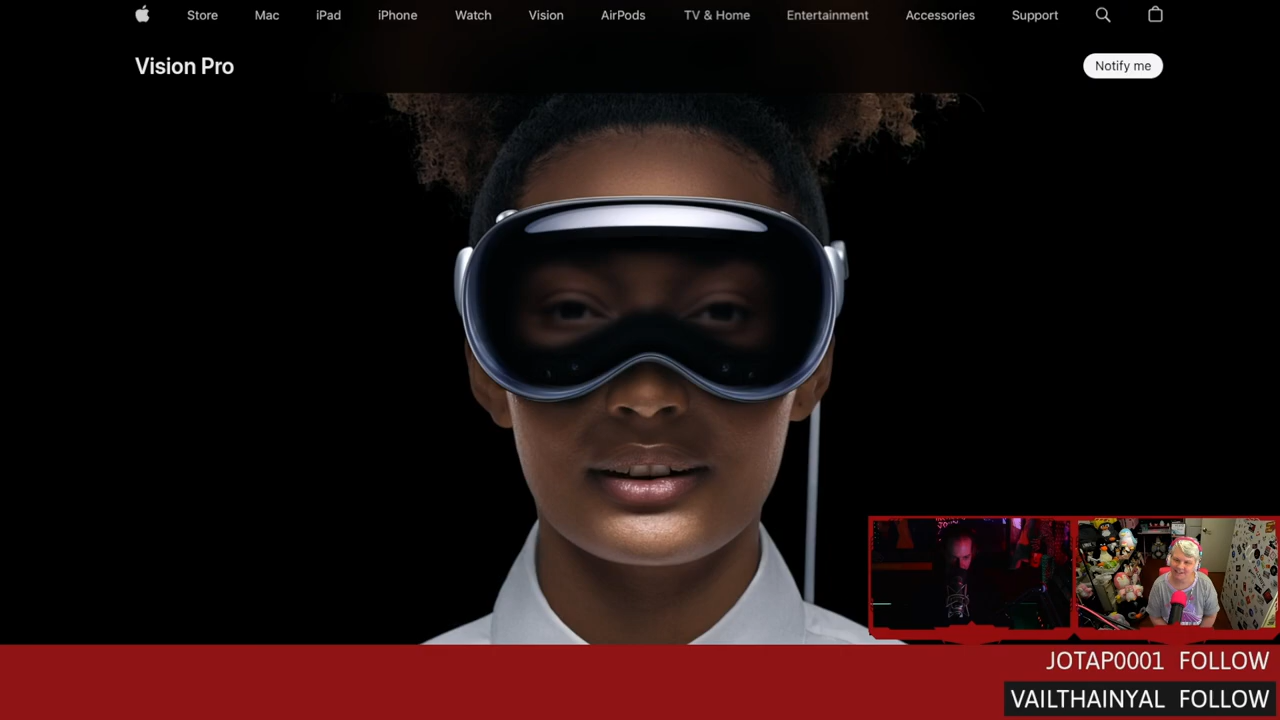 Store Mac iPad iPhone Watch Vision AirPods TV & Home Entertainment Accessories Support
Vision Pro
Notify me
JOTAP0001 FOLLOW
VAILTHAINYAL FOLLOW